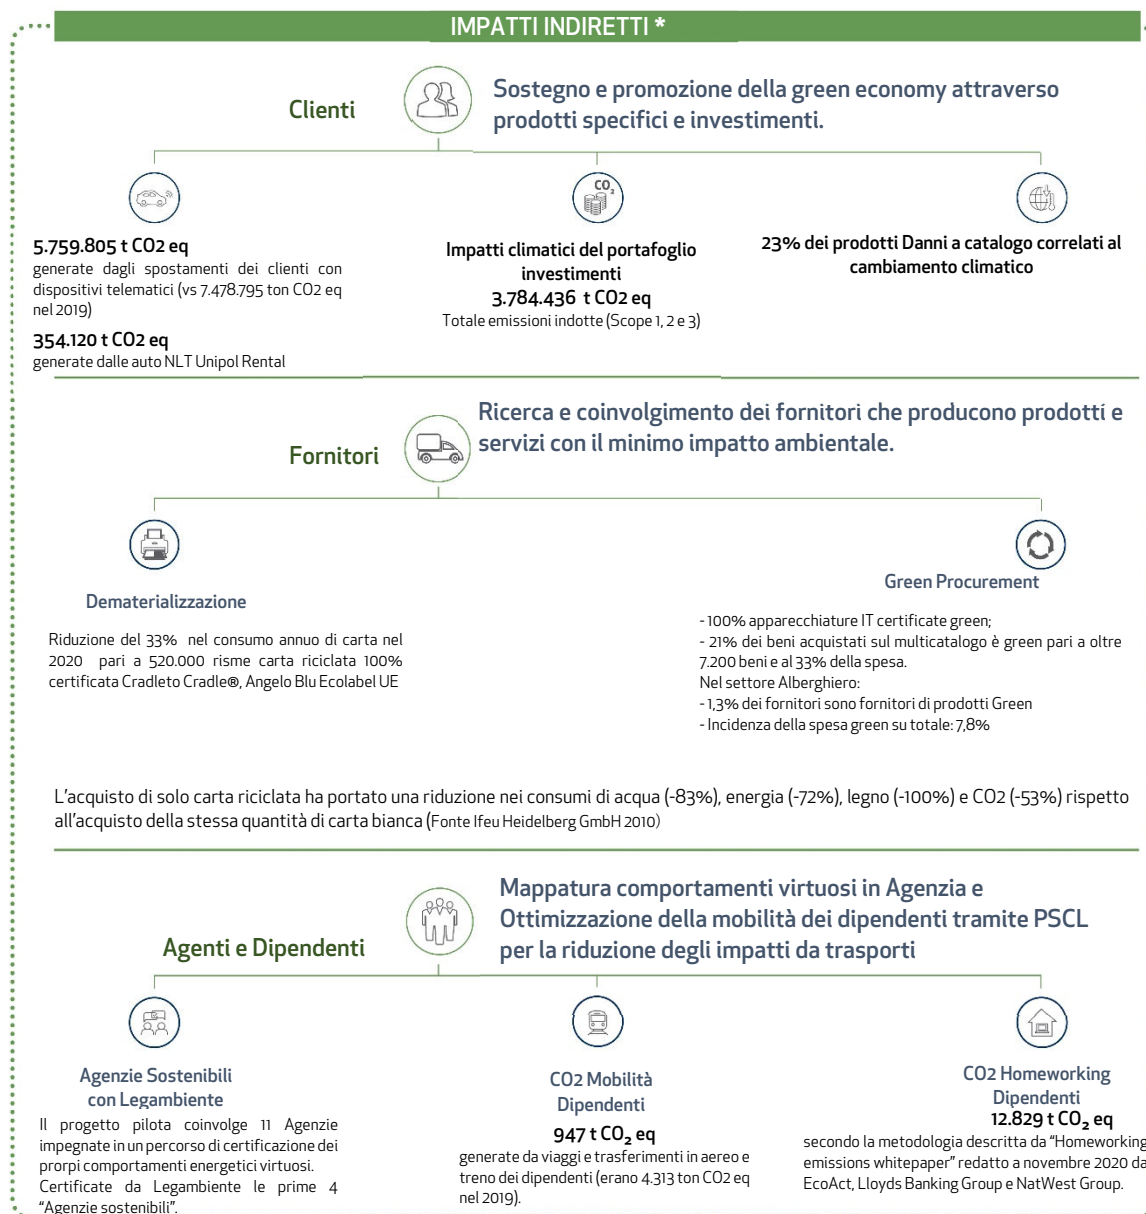 IMPATTI INDIRETTI *
Clienti
Sostegno e promozione della green economy attraverso
prodotti specifici e investimenti.
CO2
5.759.805 t CO2 eq
generate dagli spostamenti dei clienti con
dispositivi telematici (vs 7.478.795 ton CO2 eq
nel 2019)
354.120 t CO2 eq
generate dalle auto NLT Unipol Rental
Impatti climatici del portafoglio
investimenti
3.784.436 t CO2 eq
Totale emissioni indotte (Scope 1, 2 e 3)
23% dei prodotti Danni a catalogo correlati al
cambiamento climatico
Fornitori
Ricerca e coinvolgimento dei fornitori che producono prodotti e
servizi con il minimo impatto ambientale.
Dematerializzazione
Riduzione del 33% nel consumo annuo di carta nel
2020 pari a 520.000 risme carta riciclata 100%
certificata Cradleto Cradle®, Angelo Blu Ecolabel UE
Green Procurement
- 100% apparecchiature IT certificate green;
- 21% dei beni acquistati sul multicatalogo è green pari a oltre
7.200 beni e al 33% della spesa.
Nel settore Alberghiero:
- 1,3% dei fornitori sono fornitori di prodotti Green
- Incidenza della spesa green su totale: 7,8%
L'acquisto di solo carta riciclata ha portato una riduzione nei consumi di acqua (-83%), energia (-72%), legno (-100%) e CO2 (-53%) rispetto
all'acquisto della stessa quantità di carta bianca (Fonte Ifeu Heidelberg GmbH 2010)
Agenti e Dipendenti
Mappatura comportamenti virtuosi in Agenzia e
Ottimizzazione della mobilità dei dipendenti tramite PSCL
per la riduzione degli impatti da trasporti
Agenzie Sostenibili
con Legambiente
Il progetto pilota coinvolge 11 Agenzie
impegnate in un percorso di certificazione dei
prorpi comportamenti energetici virtuosi.
Certificate da Legambiente le prime 4
"Agenzie sostenibili".
CO2 Mobilità
Dipendenti
947 t CO₂ eq
generate da viaggi e trasferimenti in aereo e
treno dei dipendenti (erano 4.313 ton CO2 eq
nel 2019).
CO2 Homeworking
Dipendenti
12.829 t CO₂ eq
secondo la metodologia descritta da "Homeworking
emissions whitepaper" redatto a novembre 2020 da
EcoAct, Lloyds Banking Group e NatWest Group.